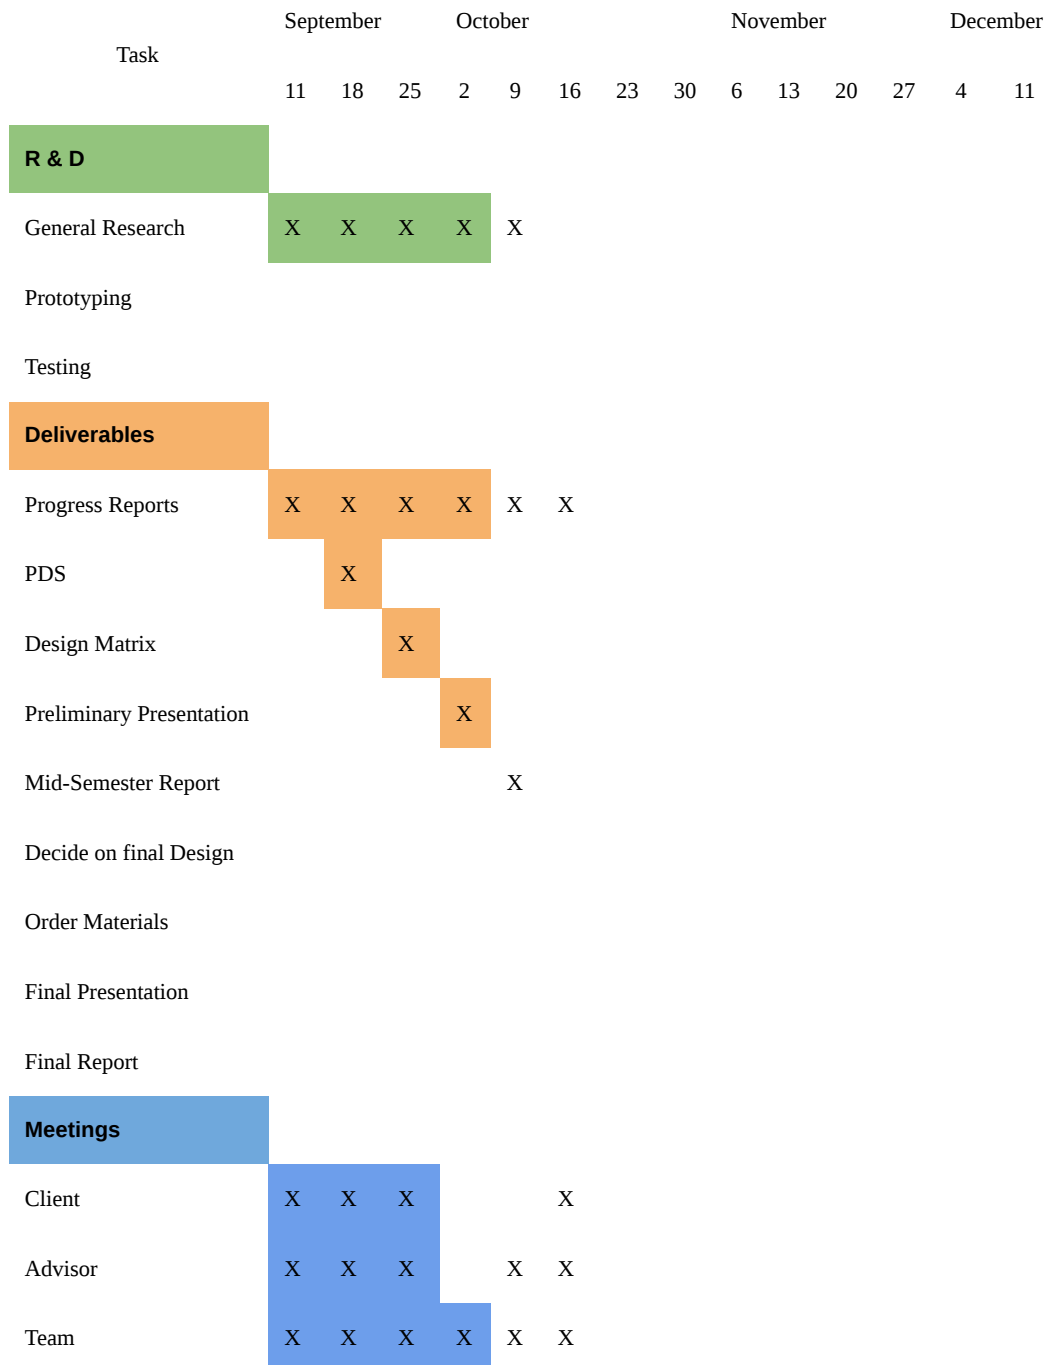 September October November December
Task
11 18 25 2 9 16 23 30 6 13 20 27 4 11
R & D
General Research X X X X X
Prototyping
Testing
Deliverables
Progress Reports X X X X X X
PDS X
Design Matrix X
Preliminary Presentation X
Mid-Semester Report X
Decide on final Design
Order Materials
Final Presentation
Final Report
Meetings
Client X X X X
Advisor X X X X X
Team X X X X X X